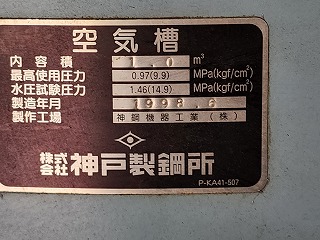 空気槽
内容積 1.0 m³
最高使用圧力 0.97(9.9) MPa(kgf/cm²)
水圧試験圧力 1.46(14.9) MPa(kgf/cm²)
製造年月 1998.6
製作工場 神鋼機器工業(株)
株式会社 神戸製鋼所
P-KA41-507